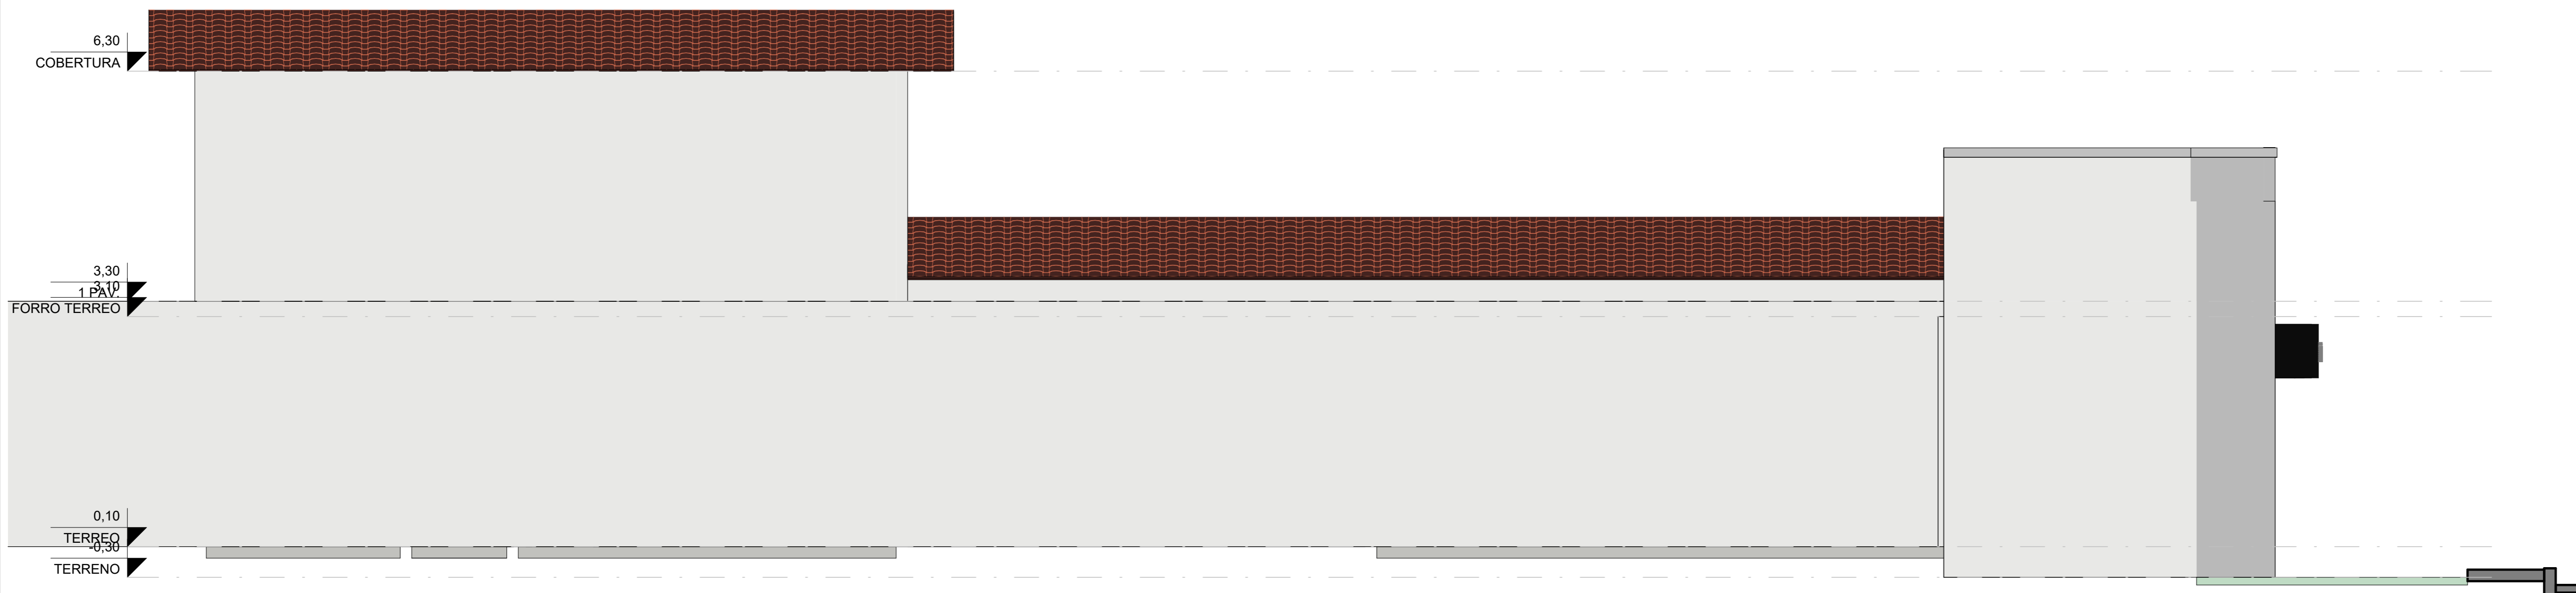 6,30
COBERTURA
3,30
3,10
1 PAV.
FORRO TERREO
0,10
TERREO
-0,30
TERRENO